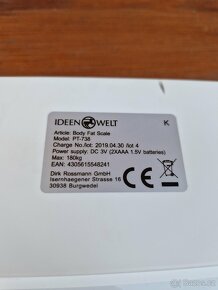 IDEEN WELT
K
Article: Body Fat Scale
Model: PT-738
Charge No./lot: 2019.04.30 /lot 4
Power supply: DC 3V (2XAAA 1.5V batteries)
Max: 180kg
EAN: 4305615548241
Dirk Rossmann GmbH
Isernhaegener Strasse 16
30938 Burgwedel
CE